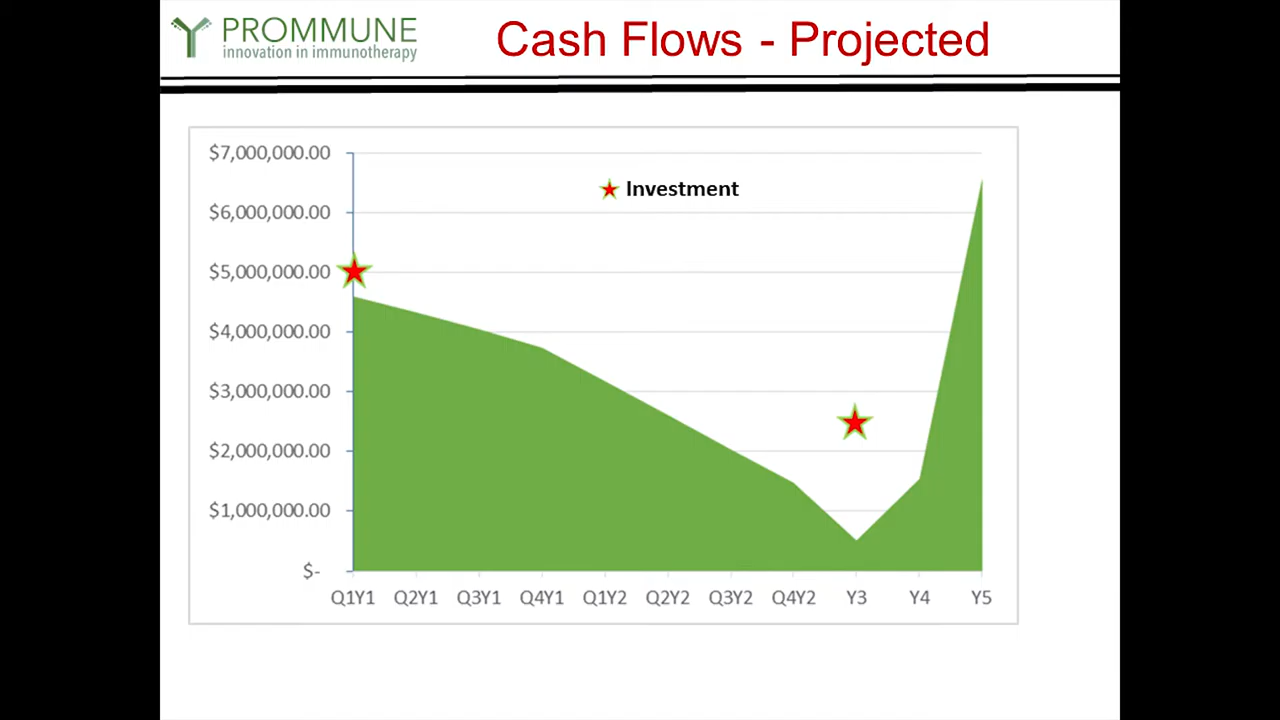 PROMMUNE
innovation in immunotherapy
Cash Flows - Projected
$7,000,000.00
Investment
$6,000,000.00
$5,000,000.00
$4,000,000.00
$3,000,000.00
$2,000,000.00
$1,000,000.00
$-
Q1Y1 Q2Y1 Q3Y1 Q4Y1 Q1Y2 Q2Y2 Q3Y2 Q4Y2 Y3 Y4 Y5